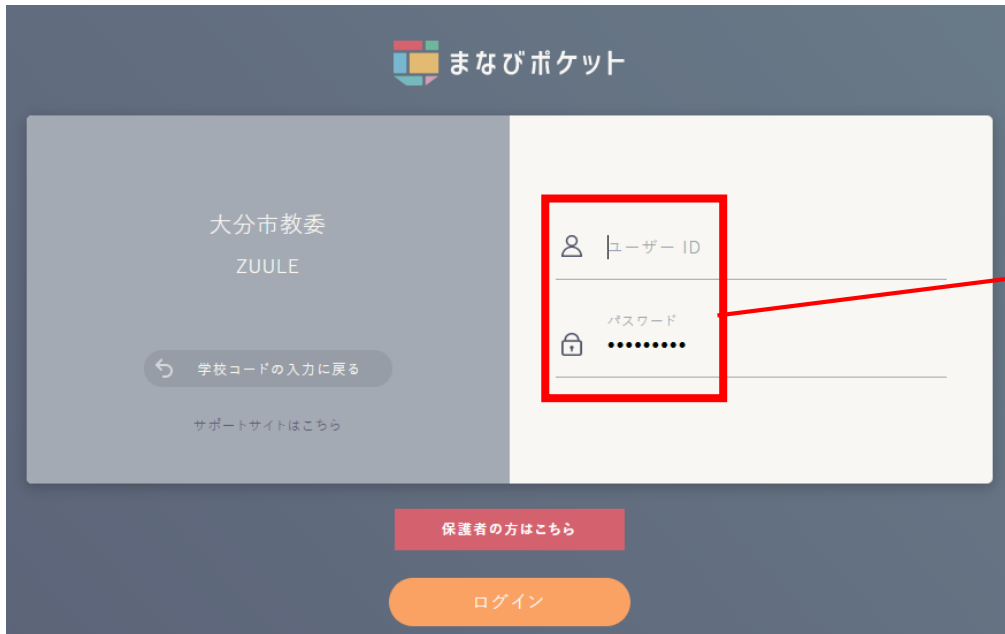 まなびポケット
大分市教委
ZUULE
学校コードの入力に戻る
サポートサイトはこちら
ユーザー ID
パスワード
•••••••••
保護者の方はこちら
ログイン